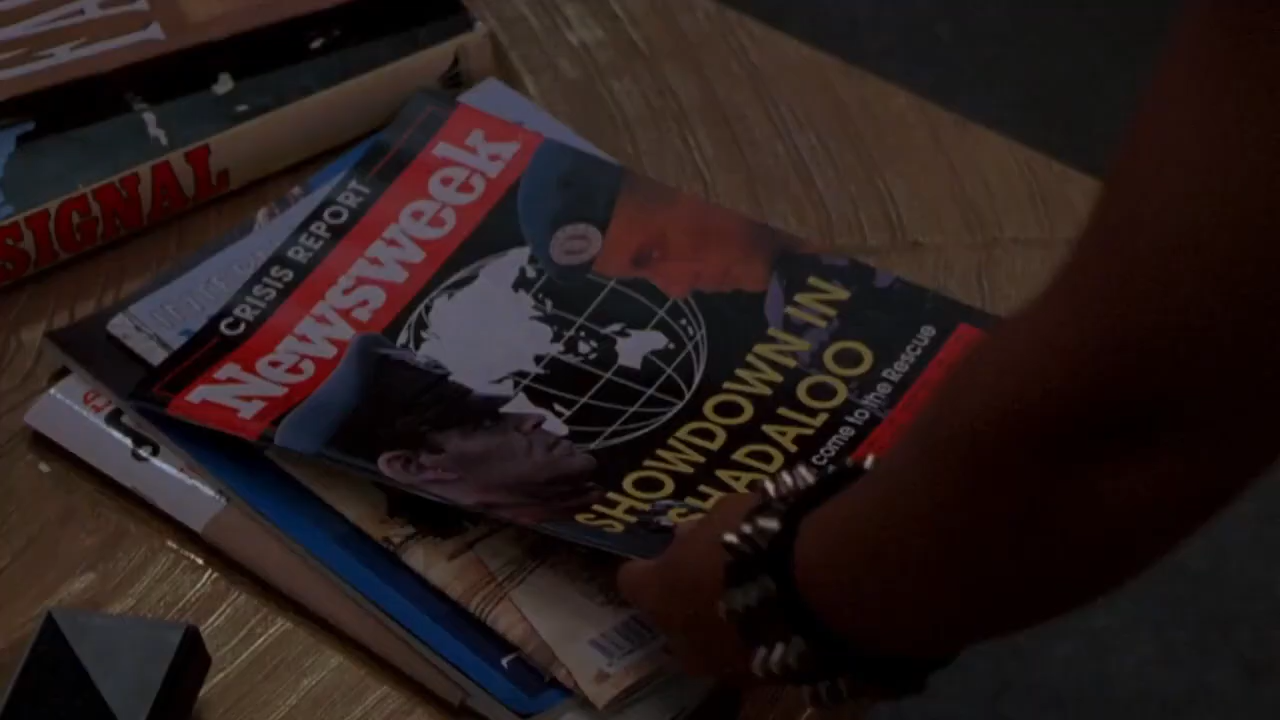 SIGNAL
CRISIS REPORT
Newsweek
SHOWDOWN IN
SHADALOO
come to the Rescue